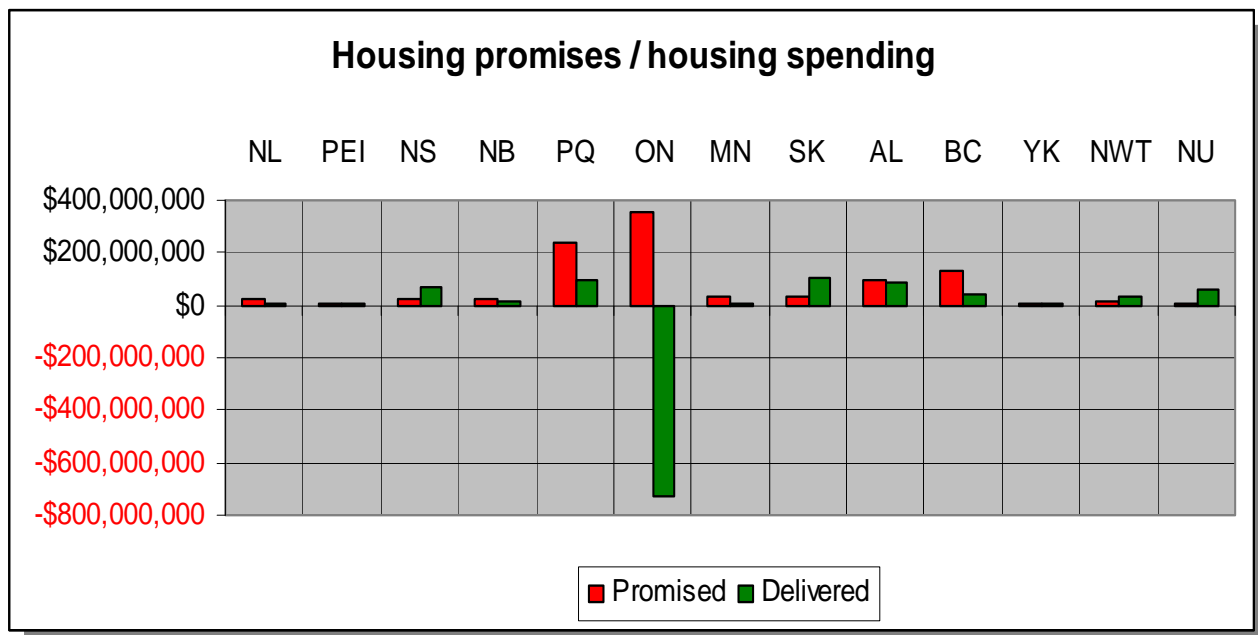 Housing promises / housing spending
NL PEI NS NB PQ ON MN SK AL BC YK NWT NU
$400,000,000
$200,000,000
$0
-$200,000,000
-$400,000,000
-$600,000,000
-$800,000,000
Promised Delivered